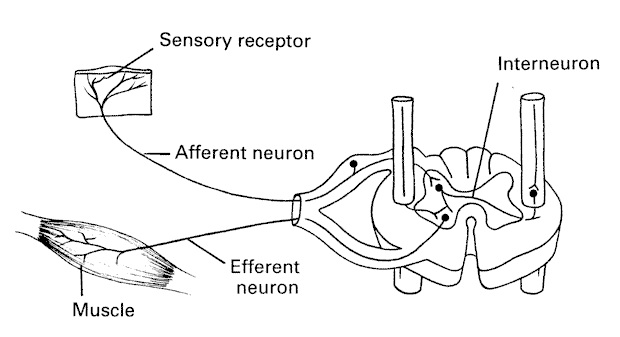 Sensory receptor
Interneuron
Afferent neuron
Efferent
neuron
Muscle